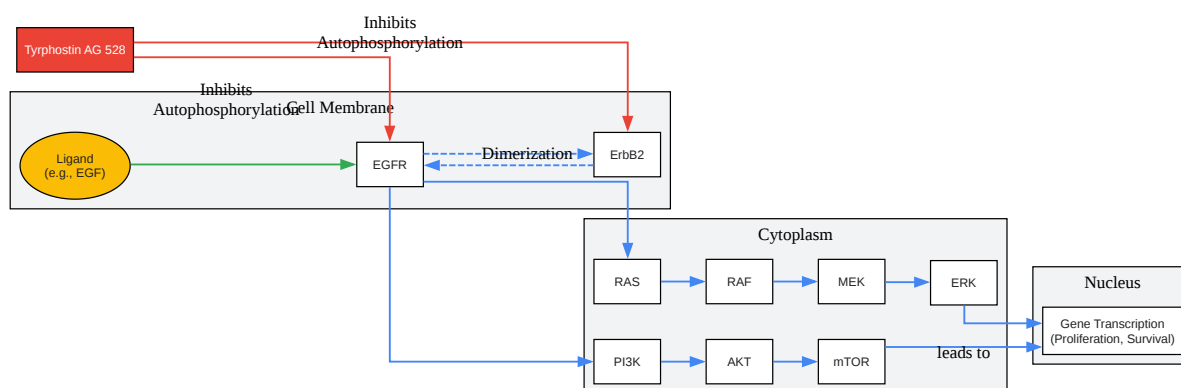 Inhibits
Autophosphorylation
Tyrphostin AG 528
Inhibits
Autophosphorylation
Cell Membrane
Ligand
(e.g., EGF)
EGFR
Dimerization
ErbB2
Cytoplasm
RAS
RAF
MEK
ERK
Nucleus
Gene Transcription
(Proliferation, Survival)
PI3K
AKT
mTOR
leads to